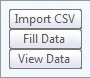 Import CSV
Fill Data
View Data